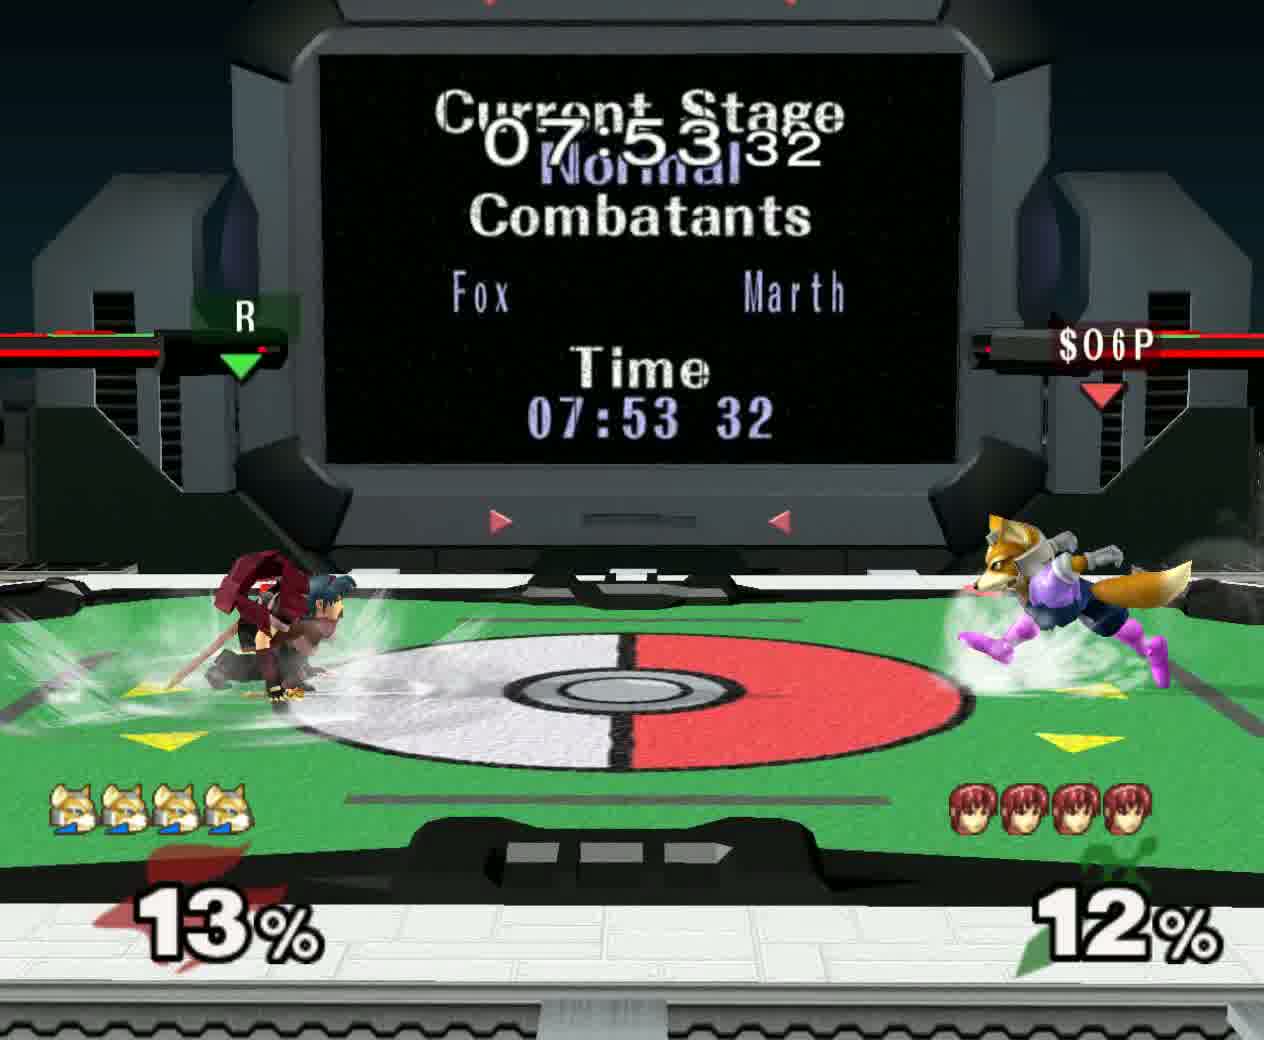 Current Stage
07:53 32
Normal
Combatants
Fox Marth
R
$06P
Time
07:53 32
13%
12%